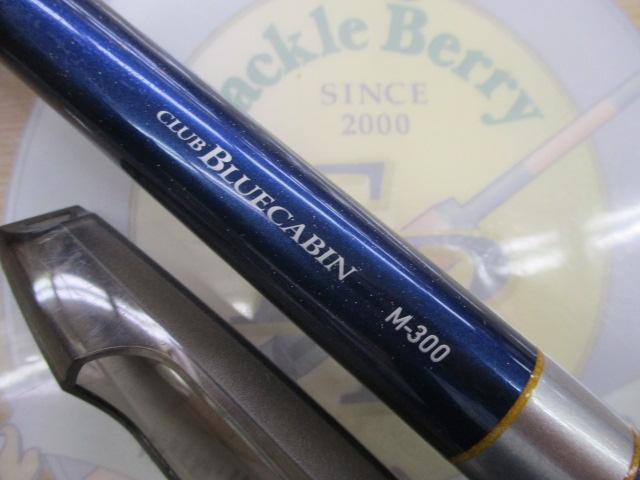 ackle Berry
SINCE
2000
CLUB BLUECABIN
M-300